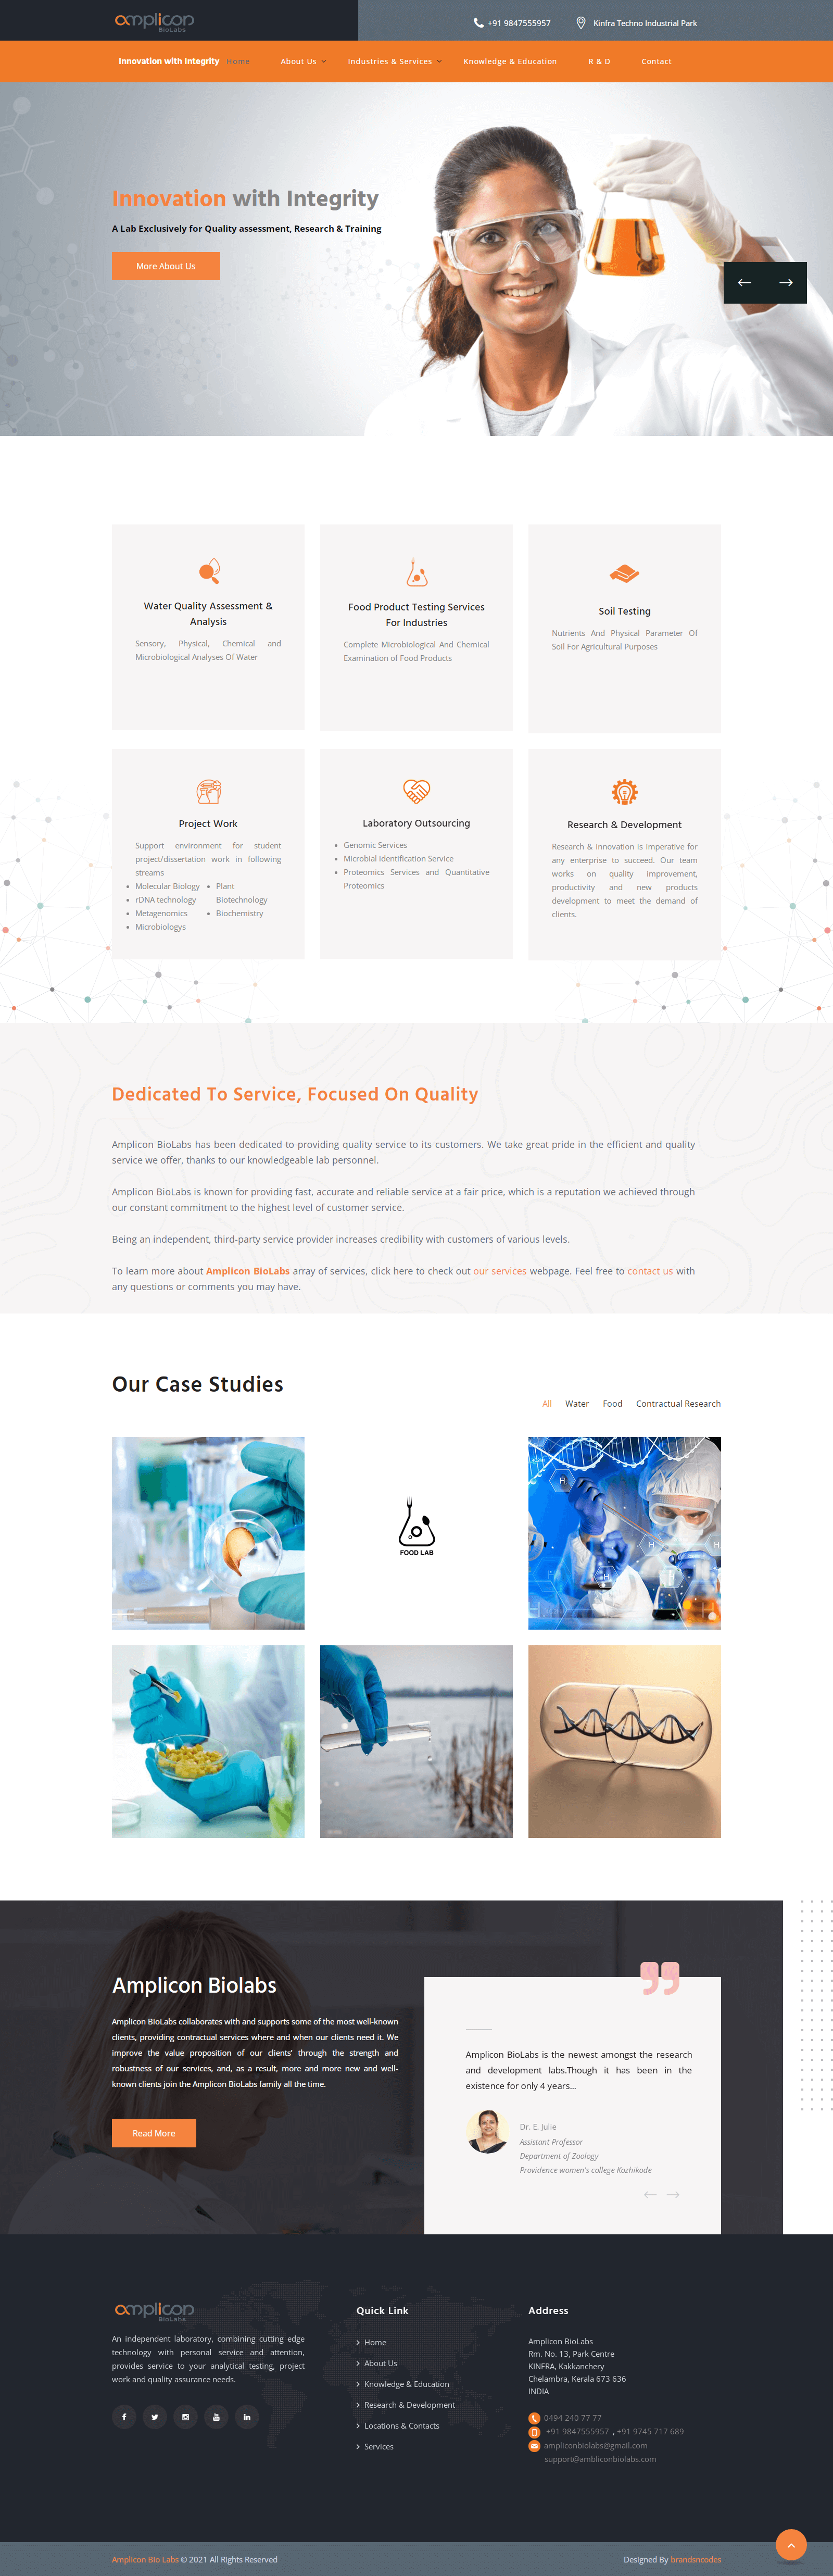 amplicon
BioLabs
+91 9847555957
Kinfra Techno Industrial Park
Innovation with Integrity
Home
About Us
Industries & Services
Knowledge & Education
R & D
Contact
Innovation with Integrity
A Lab Exclusively for Quality assessment, Research & Training
More About Us
Water Quality Assessment &
Analysis
Sensory, Physical, Chemical and
Microbiological Analyses Of Water
Food Product Testing Services
For Industries
Complete Microbiological And Chemical
Examination of Food Products
Soil Testing
Nutrients And Physical Parameter Of
Soil For Agricultural Purposes
Project Work
Support environment for student
project/dissertation work in following
streams
Molecular Biology
rDNA technology
Metagenomics
Microbiologys
Plant
Biotechnology
Biochemistry
Laboratory Outsourcing
Genomic Services
Microbial identification Service
Proteomics Services and Quantitative
Proteomics
Research & Development
Research & innovation is imperative for
any enterprise to succeed. Our team
works on quality improvement,
productivity and new products
development to meet the demand of
clients.
Dedicated To Service, Focused On Quality
Amplicon BioLabs has been dedicated to providing quality service to its customers. We take great pride in the efficient and quality
service we offer, thanks to our knowledgeable lab personnel.
Amplicon BioLabs is known for providing fast, accurate and reliable service at a fair price, which is a reputation we achieved through
our constant commitment to the highest level of customer service.
Being an independent, third-party service provider increases credibility with customers of various levels.
To learn more about Amplicon BioLabs array of services, click here to check out our services webpage. Feel free to contact us with
any questions or comments you may have.
Our Case Studies
All
Water
Food
Contractual Research
FOOD LAB
H
H
H
H
Amplicon Biolabs
Amplicon BioLabs collaborates with and supports some of the most well-known
clients, providing contractual services where and when our clients need it. We
improve the value proposition of our clients' through the strength and
robustness of our services, and, as a result, more and more new and well-
known clients join the Amplicon BioLabs family all the time.
Read More
Amplicon BioLabs is the newest amongst the research
and development labs.Though it has been in the
existence for only 4 years...
Dr. E. Julie
Assistant Professor
Department of Zoology
Providence women's college Kozhikode
amplicon
BioLabs
An independent laboratory, combining cutting edge
technology with personal service and attention,
provides service to your analytical testing, project
work and quality assurance needs.
Quick Link
Home
About Us
Knowledge & Education
Research & Development
Locations & Contacts
Services
Address
Amplicon BioLabs
Rm. No. 13, Park Centre
KINFRA, Kakkanchery
Chelambra, Kerala 673 636
INDIA
0494 240 77 77
+91 9847555957 , +91 9745 717 689
ampliconbiolabs@gmail.com
support@ambliconbiolabs.com
Amplicon Bio Labs © 2021 All Rights Reserved
Designed By brandsncodes